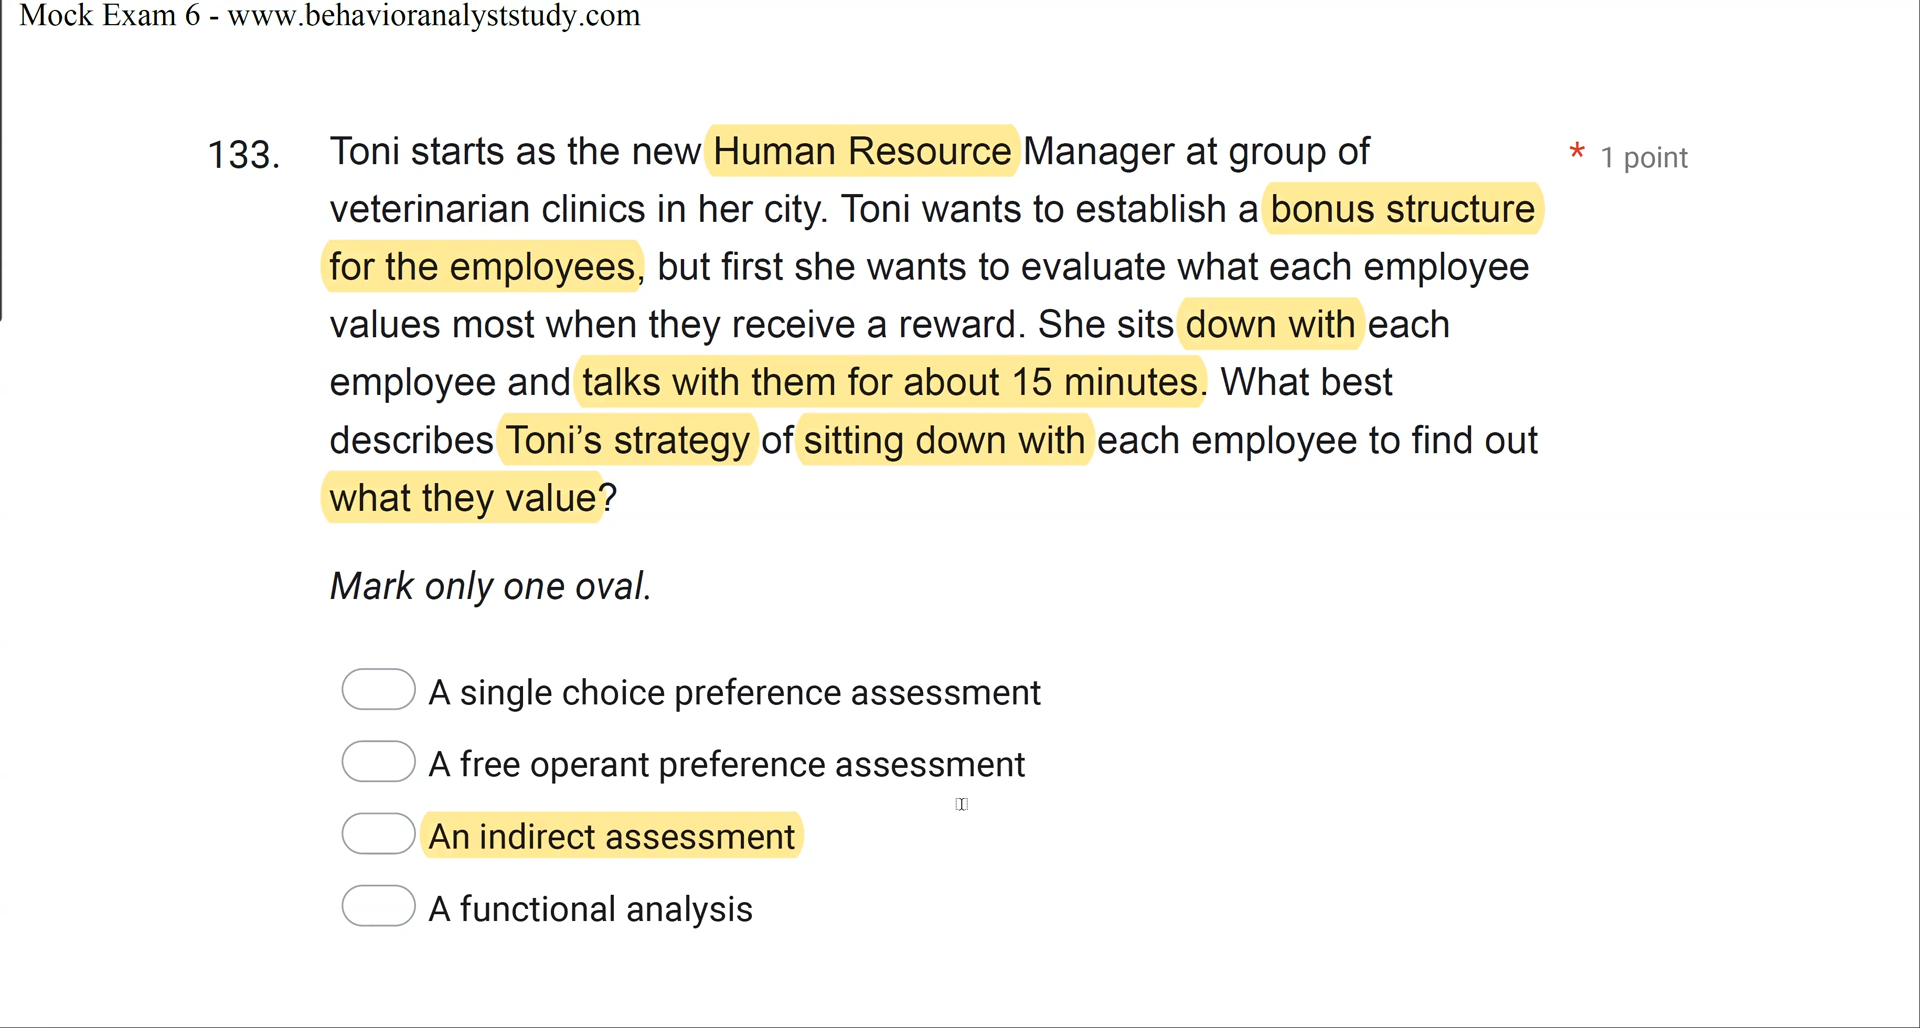 Mock Exam 6 - www.behavioranalyststudy.com
133. Toni starts as the new Human Resource Manager at group of * 1 point
veterinarian clinics in her city. Toni wants to establish a bonus structure
for the employees, but first she wants to evaluate what each employee
values most when they receive a reward. She sits down with each
employee and talks with them for about 15 minutes. What best
describes Toni’s strategy of sitting down with each employee to find out
what they value?
Mark only one oval.
A single choice preference assessment
A free operant preference assessment
An indirect assessment
A functional analysis